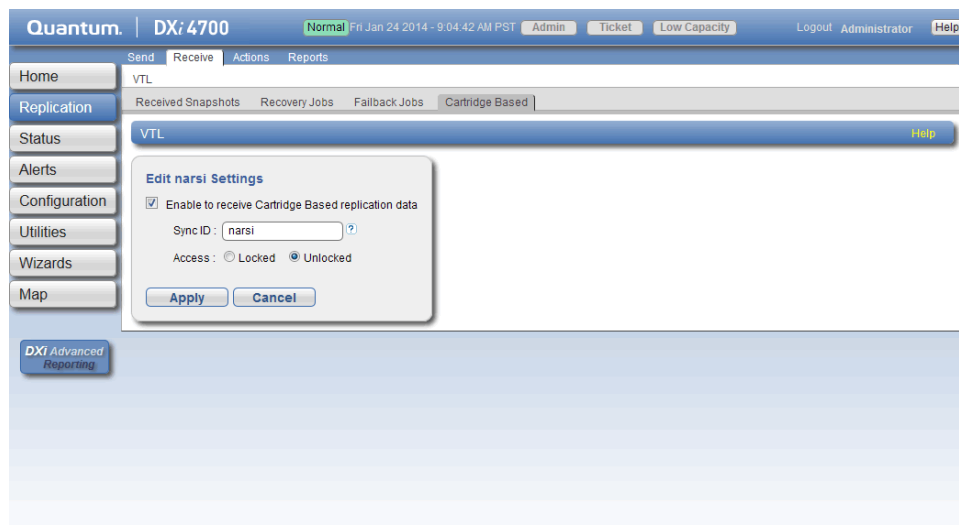 Quantum. DXi 4700 Normal Fri Jan 24 2014 - 9:04:42 AM PST Admin Ticket Low Capacity Logout Administrator Help
Send Receive Actions Reports
Home
VTL
Replication
Received Snapshots Recovery Jobs Failback Jobs Cartridge Based
Status
VTL Help
Alerts
Edit narsi Settings
Configuration
Enable to receive Cartridge Based replication data
Utilities
Sync ID : narsi ?
Wizards
Access : Locked Unlocked
Map
Apply Cancel
DXi Advanced
Reporting